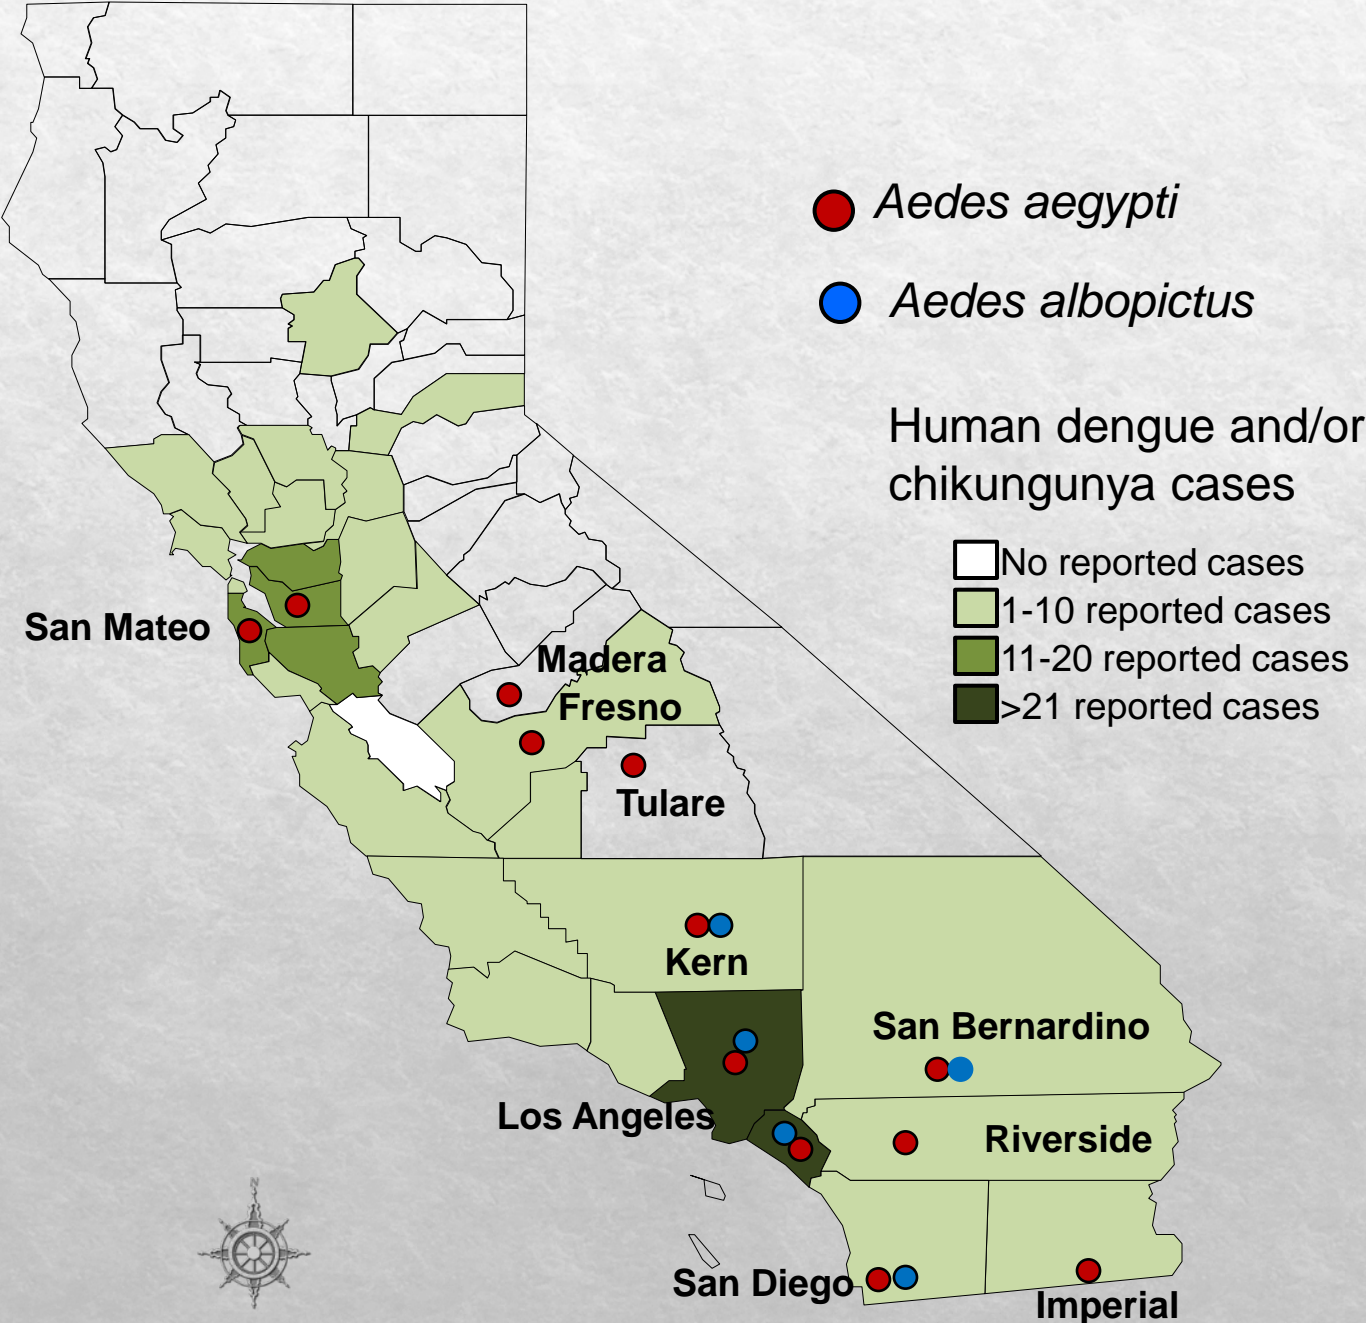 Aedes aegypti
Aedes albopictus
Human dengue and/or
chikungunya cases
No reported cases
1-10 reported cases
11-20 reported cases
>21 reported cases
San Mateo
Madera
Fresno
Tulare
Kern
San Bernardino
Los Angeles
Riverside
N
San Diego
Imperial